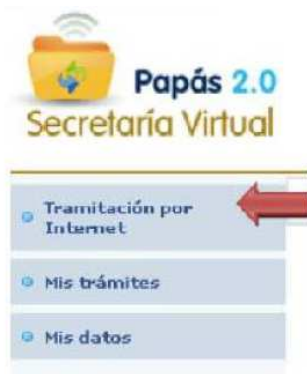 Papás 2.0
Secretaría Virtual
Tramitación por
Internet
Mis trámites
Mis datos